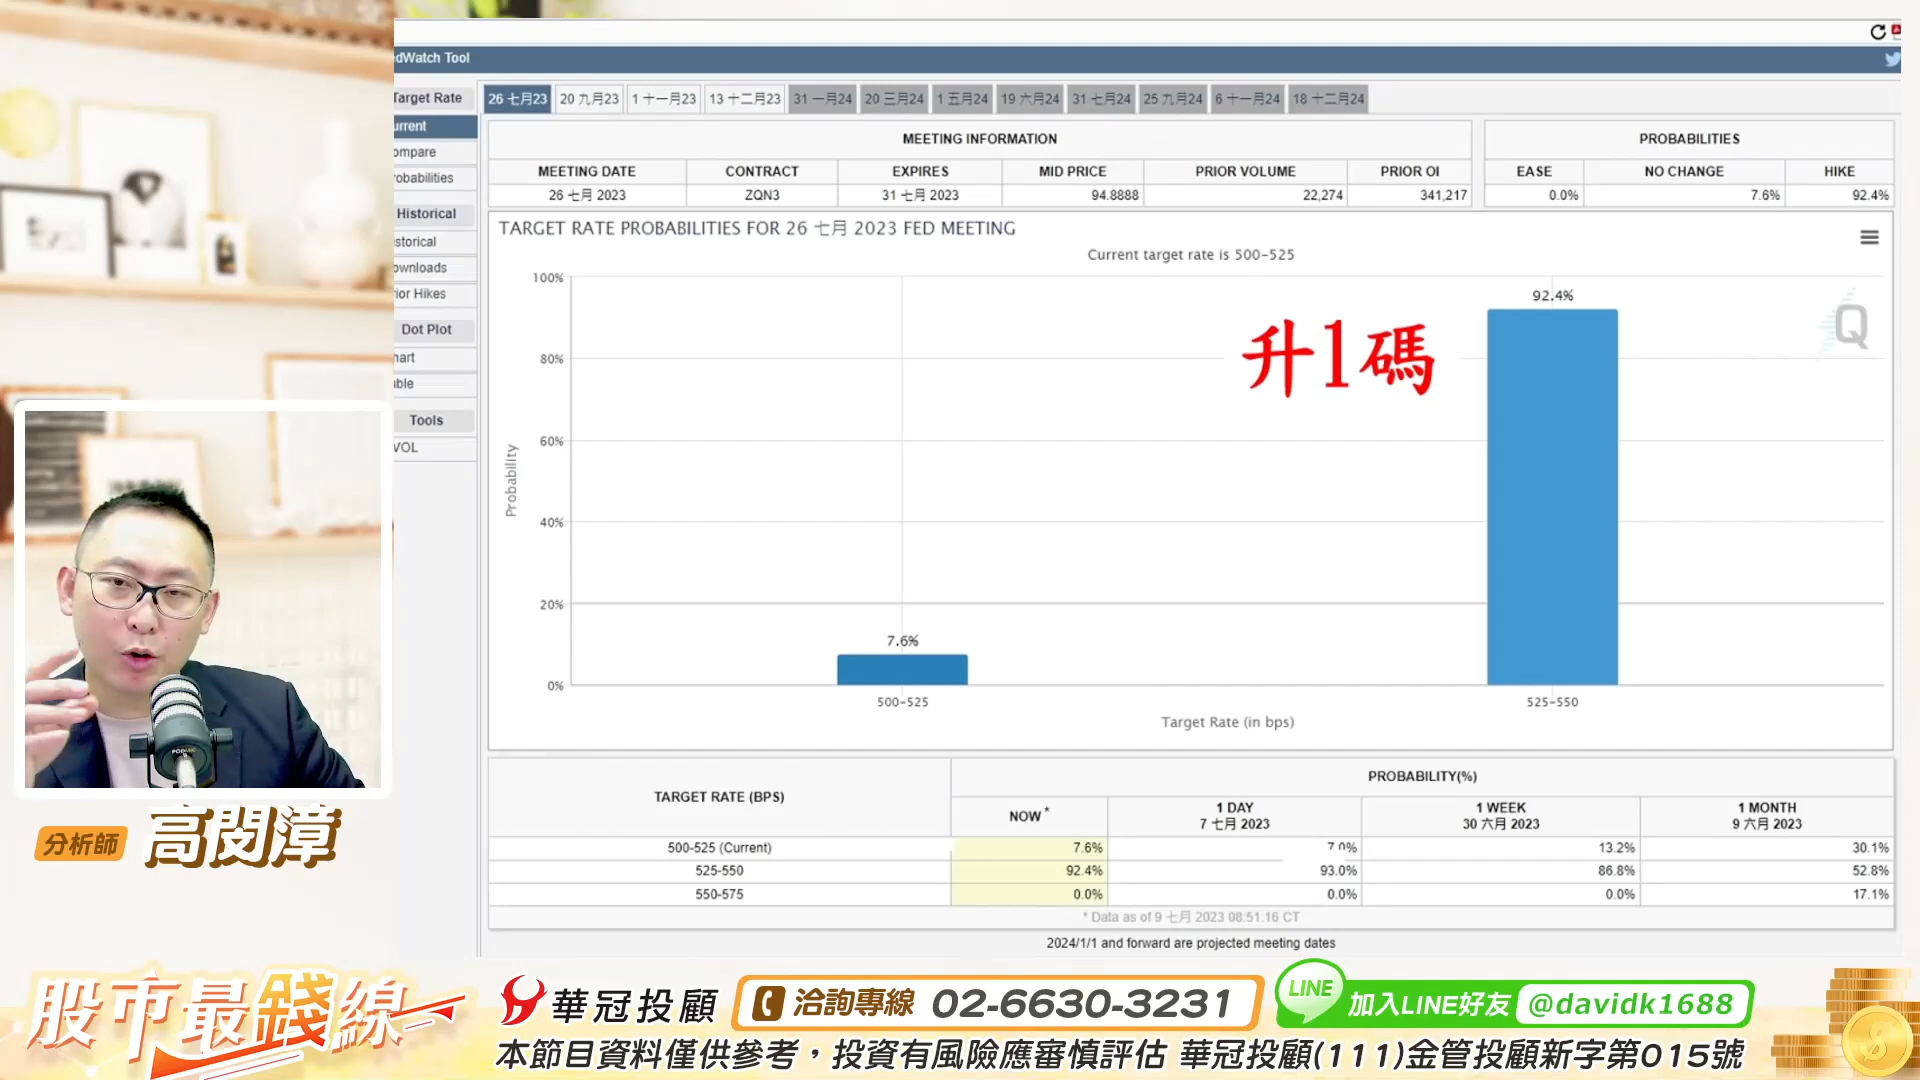 edWatch Tool
Target Rate
urrent
ompare
robabilities
Historical
storical
ownloads
rior Hikes
Dot Plot
hart
able
Tools
VOL
26 七月23 20 九月23 1 十一月23 13 十二月23 31 一月24 20 三月24 1 五月24 19 六月24 31 七月24 25 九月24 6 十一月24 18 十二月24
MEETING INFORMATION
MEETING DATE CONTRACT EXPIRES MID PRICE PRIOR VOLUME PRIOR OI
26 七月 2023 ZQN3 31 七月 2023 94.8888 22,274 341,217
PROBABILITIES
EASE NO CHANGE HIKE
0.0% 7.6% 92.4%
TARGET RATE PROBABILITIES FOR 26 七月 2023 FED MEETING
Current target rate is 500-525
Q
100%
80%
60%
40%
20%
0%
Probability
升1碼
92.4%
7.6%
500-525 525-550
Target Rate (in bps)
TARGET RATE (BPS) PROBABILITY(%)
NOW * 1 DAY 1 WEEK 1 MONTH
7 七月 2023 30 六月 2023 9 六月 2023
500-525 (Current) 7.6% 7.0% 13.2% 30.1%
525-550 92.4% 93.0% 86.8% 52.8%
550-575 0.0% 0.0% 0.0% 17.1%
* Data as of 9 七月 2023 08:51:16 CT
2024/1/1 and forward are projected meeting dates
PODMIC
分析師 高閔漳
股市最錢線
華冠投顧 洽詢專線 02-6630-3231 LINE 加入LINE好友 @davidk1688
本節目資料僅供參考，投資有風險應審慎評估 華冠投顧(111)金管投顧新字第015號